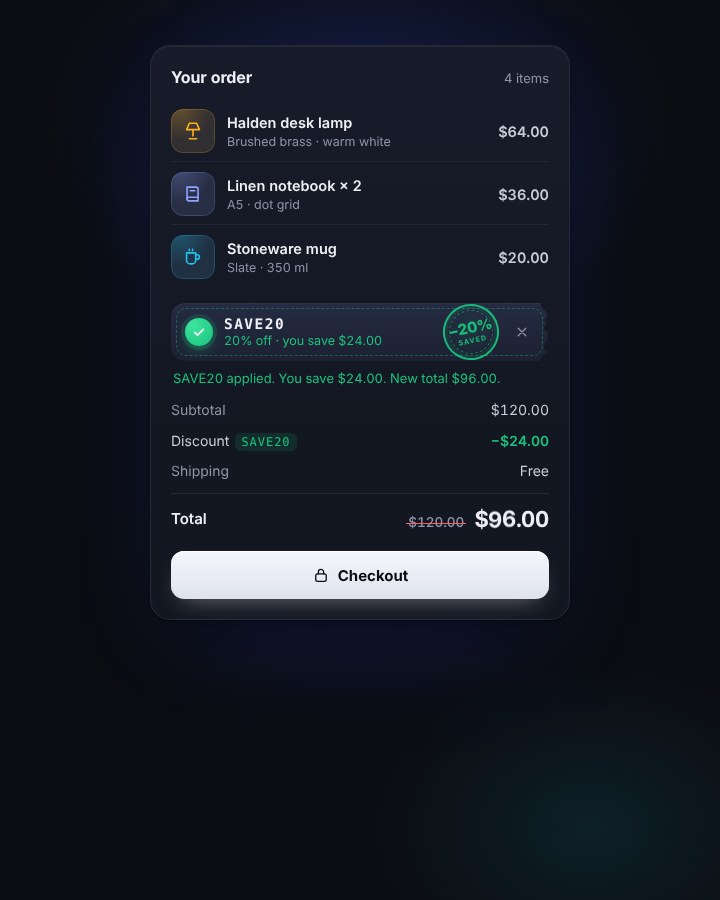 Your order
4 items
Halden desk lamp
Brushed brass · warm white
$64.00
Linen notebook × 2
A5 · dot grid
$36.00
Stoneware mug
Slate · 350 ml
$20.00
SAVE20
20% off · you save $24.00
−20%
SAVED
SAVE20 applied. You save $24.00. New total $96.00.
Subtotal
$120.00
Discount SAVE20
−$24.00
Shipping
Free
Total
$120.00 $96.00
Checkout